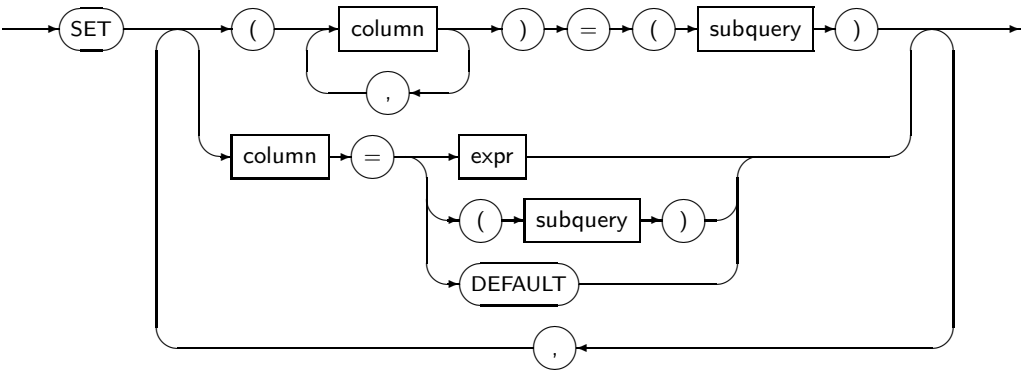 SET ( column ) = ( subquery )
,
column = expr
( subquery )
DEFAULT
,